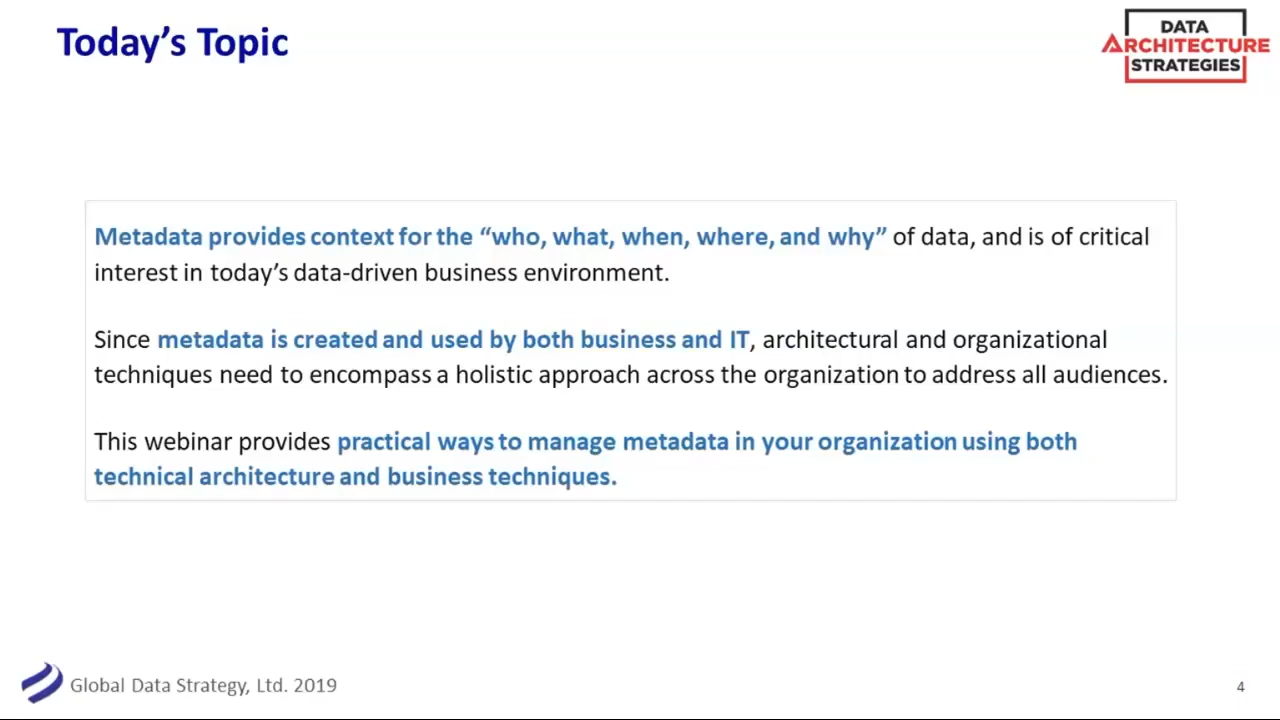 Today’s Topic
DATA
ARCHITECTURE
STRATEGIES
Metadata provides context for the “who, what, when, where, and why” of data, and is of critical
interest in today’s data-driven business environment.
Since metadata is created and used by both business and IT, architectural and organizational
techniques need to encompass a holistic approach across the organization to address all audiences.
This webinar provides practical ways to manage metadata in your organization using both
technical architecture and business techniques.
Global Data Strategy, Ltd. 2019
4